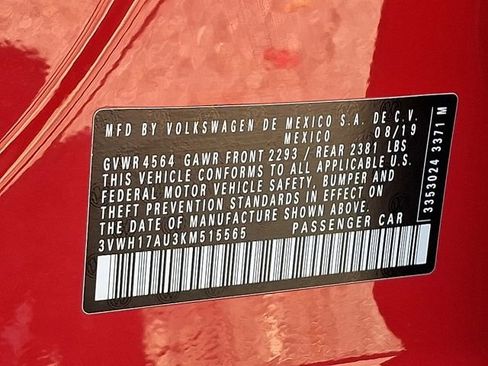 MFD BY VOLKSWAGEN DE MEXICO S.A. DE C.V.
MEXICO 08/19
GVWR 4564 GAWR FRONT 2293 / REAR 2381 LBS
THIS VEHICLE CONFORMS TO ALL APPLICABLE U.S.
FEDERAL MOTOR VEHICLE SAFETY, BUMPER AND
THEFT PREVENTION STANDARDS IN EFFECT ON
THE DATE OF MANUFACTURE SHOWN ABOVE.
3VWH17AU3KM515565 PASSENGER CAR
3353024 3371 M